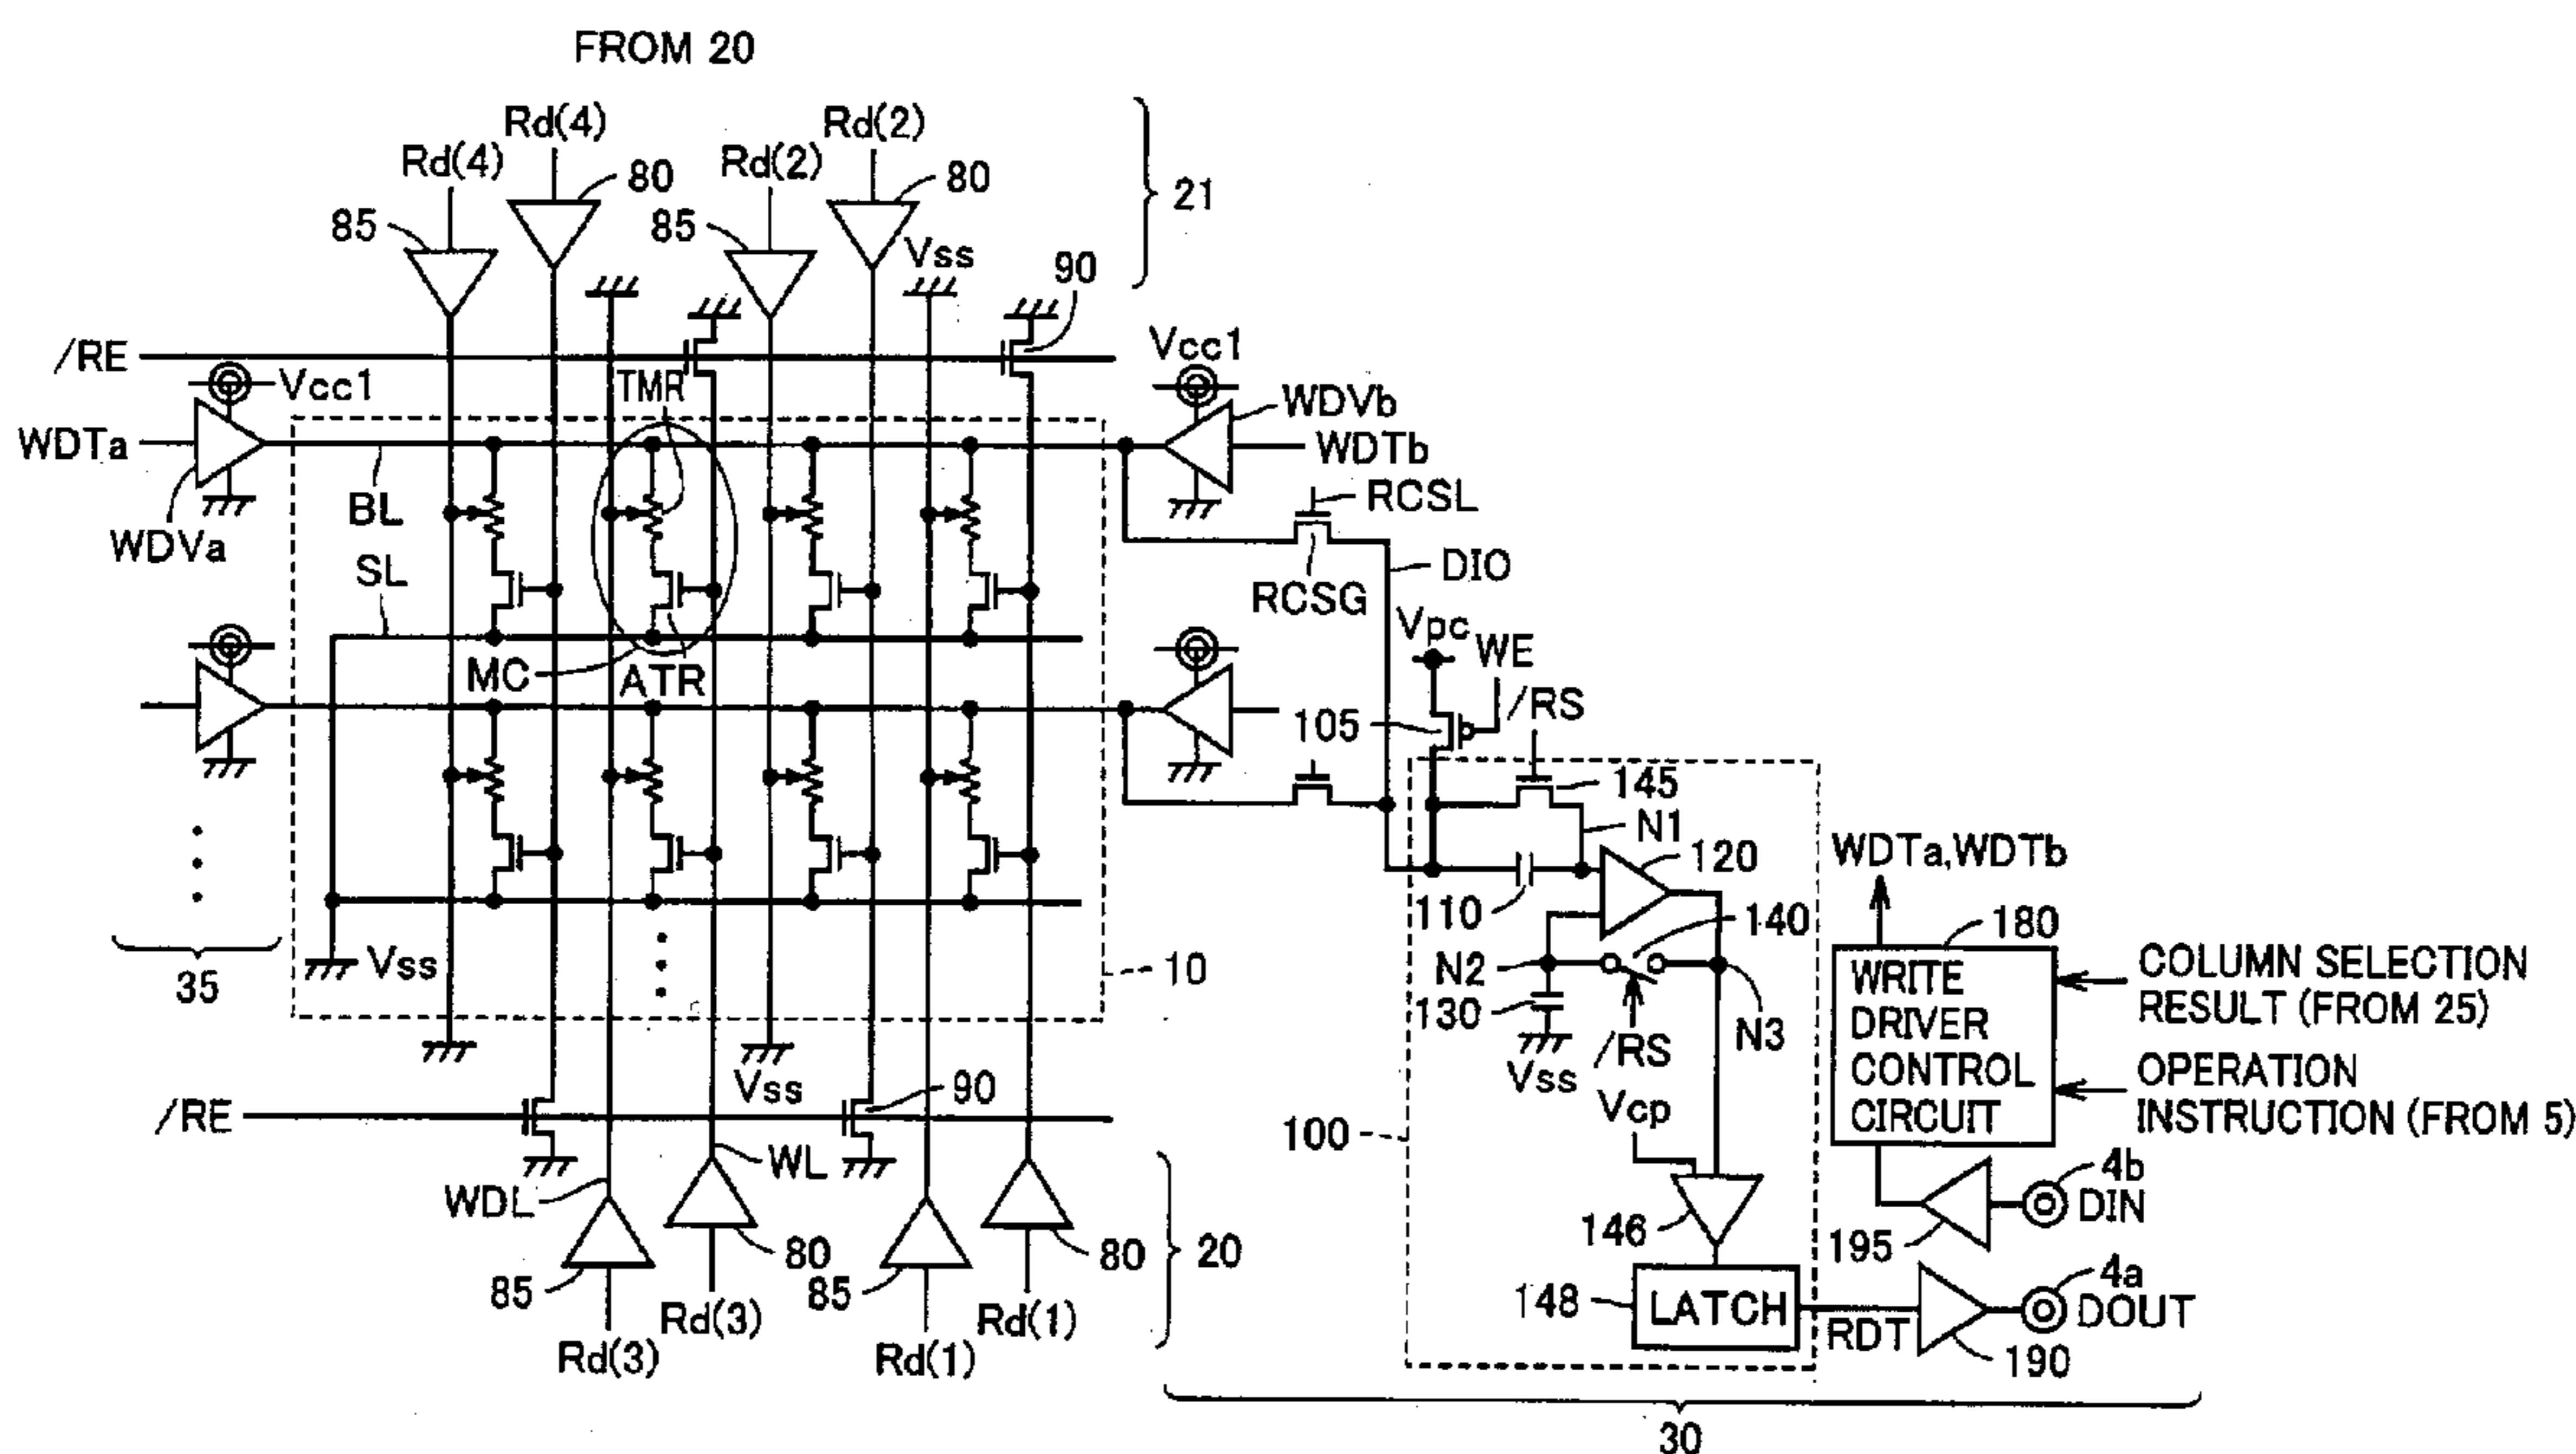 FROM 20
Rd(4) Rd(4) Rd(2) Rd(2)
80 80
85 85
21
Vss
90
/RE
Vcc1 Vcc1
TMR
WDTa
WDVb
WDTb
BL
WDVa
RCSL
RCSG
DIO
SL
MC ATR
Vpc WE
/RS
105
145
N1
120
110
140
N2
130
Vss
/RS
N3
Vcp
100
146
148 LATCH
RDT
190
4a
DOUT
195
4b
DIN
WDTa,WDTb
180
WRITE
DRIVER
CONTROL
CIRCUIT
COLUMN SELECTION
RESULT (FROM 25)
OPERATION
INSTRUCTION (FROM 5)
35
Vss
10
Vss
90
/RE
WL
WDL
80 80
85 85
20
Rd(3) Rd(3) Rd(1) Rd(1)
30